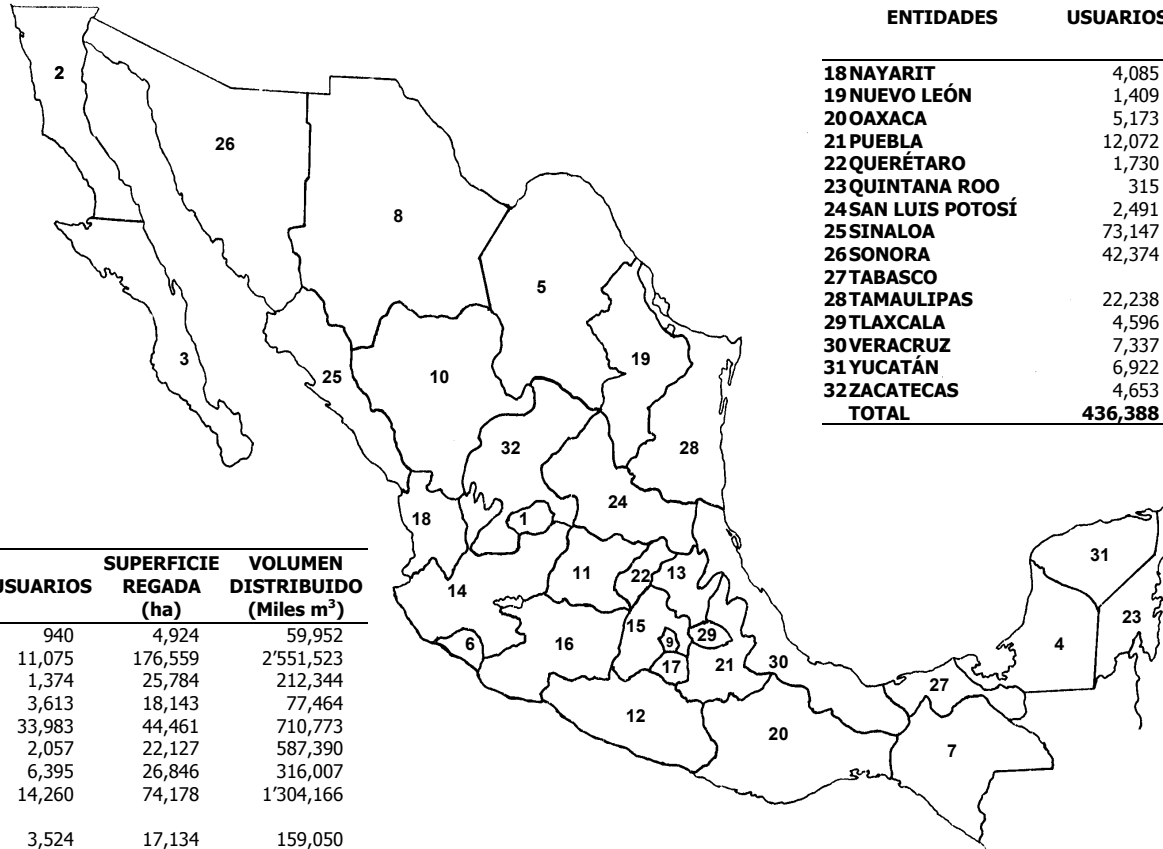 ENTIDADES USUARIOS
18 NAYARIT 4,085
19 NUEVO LEÓN 1,409
20 OAXACA 5,173
21 PUEBLA 12,072
22 QUERÉTARO 1,730
23 QUINTANA ROO 315
24 SAN LUIS POTOSÍ 2,491
25 SINALOA 73,147
26 SONORA 42,374
27 TABASCO
28 TAMAULIPAS 22,238
29 TLAXCALA 4,596
30 VERACRUZ 7,337
31 YUCATÁN 6,922
32 ZACATECAS 4,653
TOTAL 436,388
2
26
8
5
3
25
10
19
32
28
24
18
1
14
11
22
13
31
23
15
9
29
6
16
17
21
30
4
27
12
20
7
USUARIOS SUPERFICIE REGADA (ha) VOLUMEN DISTRIBUIDO (Miles m³)
940 4,924 59,952
11,075 176,559 2'551,523
1,374 25,784 212,344
3,613 18,143 77,464
33,983 44,461 710,773
2,057 22,127 587,390
6,395 26,846 316,007
14,260 74,178 1'304,166
3,524 17,134 159,050